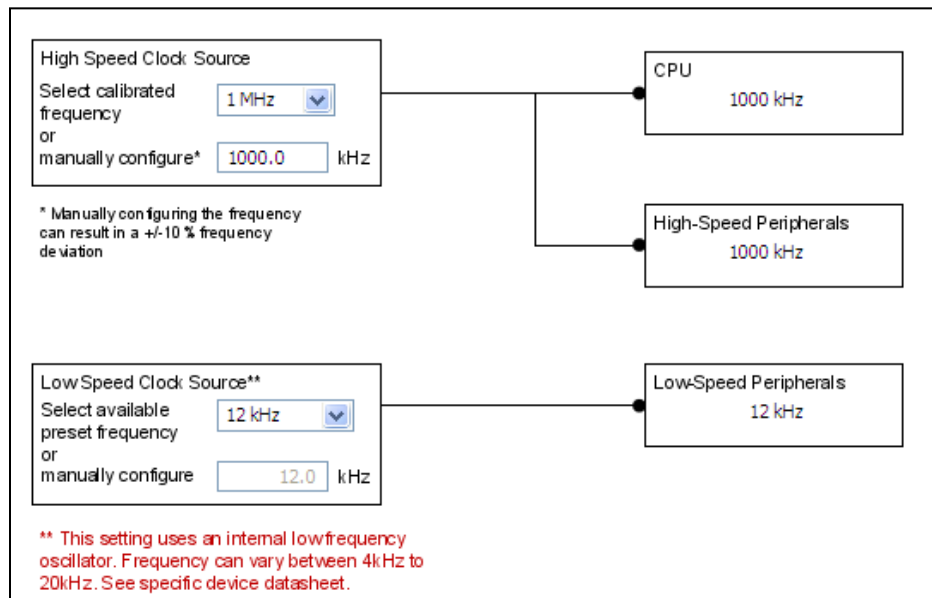 High Speed Clock Source
Select calibrated
frequency
1 MHz
or
manually configure*
1000.0
kHz
* Manually configuring the frequency
can result in a +/-10 % frequency
deviation
CPU
1000 kHz
High-Speed Peripherals
1000 kHz
Low Speed Clock Source**
Select available
preset frequency
12 kHz
or
manually configure
12.0
kHz
Low-Speed Peripherals
12 kHz
** This setting uses an internal low frequency
oscillator. Frequency can vary between 4kHz to
20kHz. See specific device datasheet.